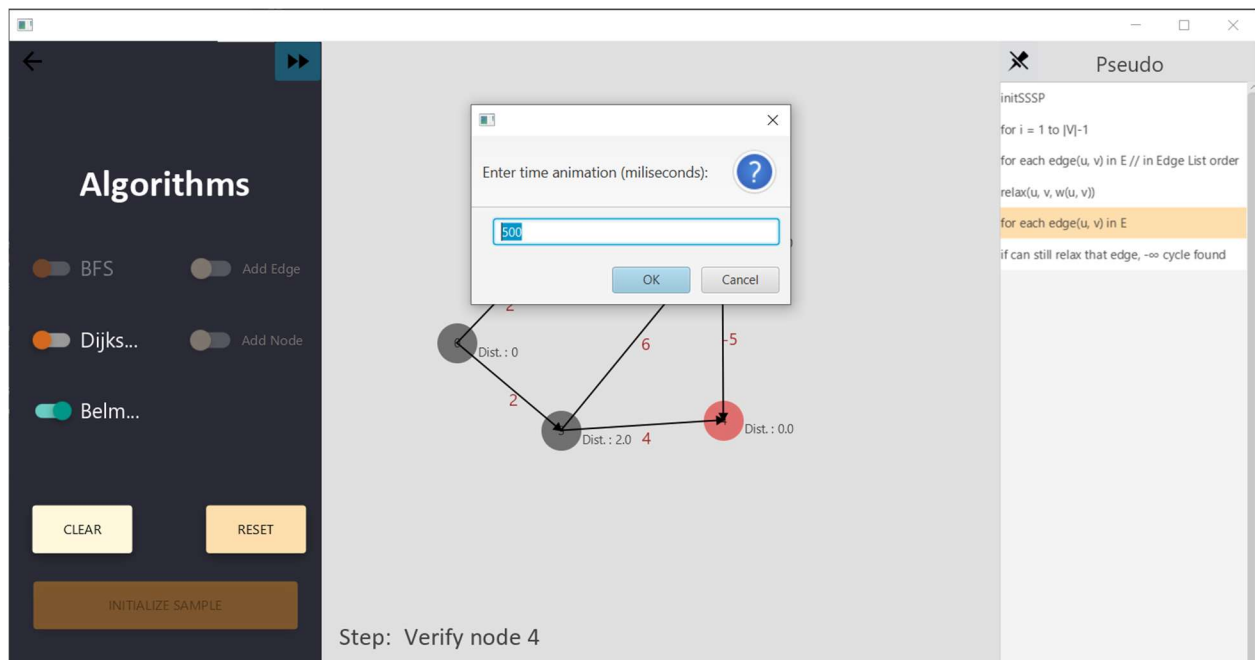 Algorithms
BFS
Add Edge
Dijks...
Add Node
Belm...
CLEAR
RESET
INITIALIZE SAMPLE
Enter time animation (miliseconds):
?
500
OK
Cancel
2
Dist. : 0
6
-5
2
Dist. : 2.0
4
Dist. : 0.0
Step: Verify node 4
Pseudo
initSSSP
for i = 1 to |V|-1
for each edge(u, v) in E // in Edge List order
relax(u, v, w(u, v))
for each edge(u, v) in E
if can still relax that edge, -∞ cycle found